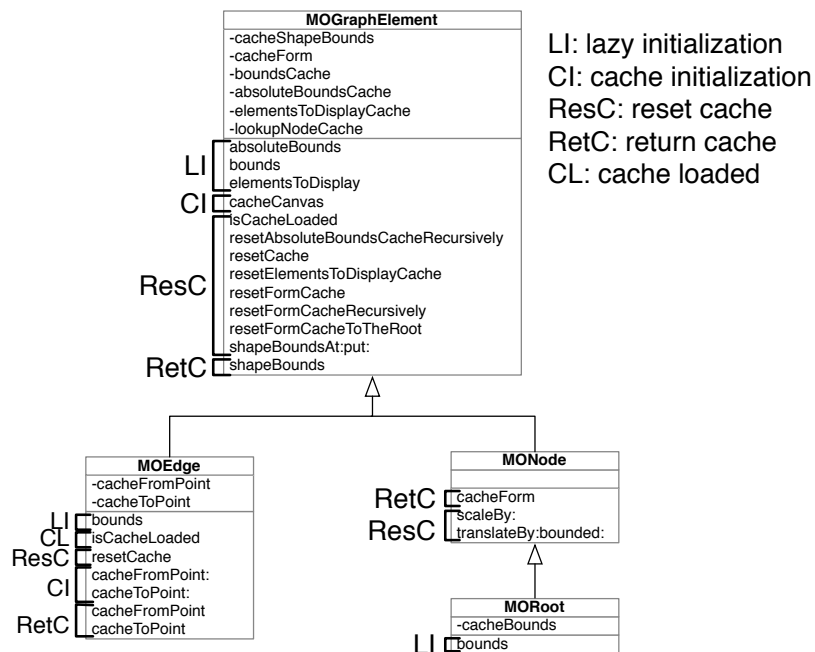 MOGraphElement
-cacheShapeBounds
-cacheForm
-boundsCache
-absoluteBoundsCache
-elementsToDisplayCache
-lookupNodeCache
LI
absoluteBounds
bounds
elementsToDisplay
CI
cacheCanvas
ResC
isCacheLoaded
resetAbsoluteBoundsCacheRecursively
resetCache
resetElementsToDisplayCache
resetFormCache
resetFormCacheRecursively
resetFormCacheToTheRoot
shapeBoundsAt:put:
RetC
shapeBounds
LI: lazy initialization
CI: cache initialization
ResC: reset cache
RetC: return cache
CL: cache loaded
MOEdge
-cacheFromPoint
-cacheToPoint
LI
bounds
CL
isCacheLoaded
ResC
resetCache
CI
cacheFromPoint:
cacheToPoint:
RetC
cacheFromPoint
cacheToPoint
MONode
RetC
cacheForm
ResC
scaleBy:
translateBy:bounded:
MORoot
-cacheBounds
LI
bounds